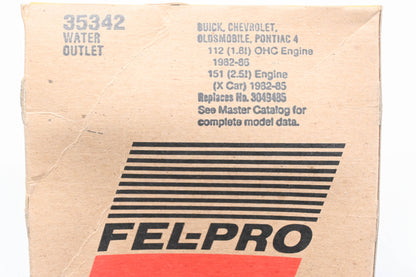 35342
WATER
OUTLET
BUICK, CHEVROLET,
OLDSMOBILE, PONTIAC 4
112 (1.8l) OHC Engine
1982-86
151 (2.5l) Engine
(X Car) 1982-85
Replaces No. 3049485
See Master Catalog for
complete model data.
FEL-PRO